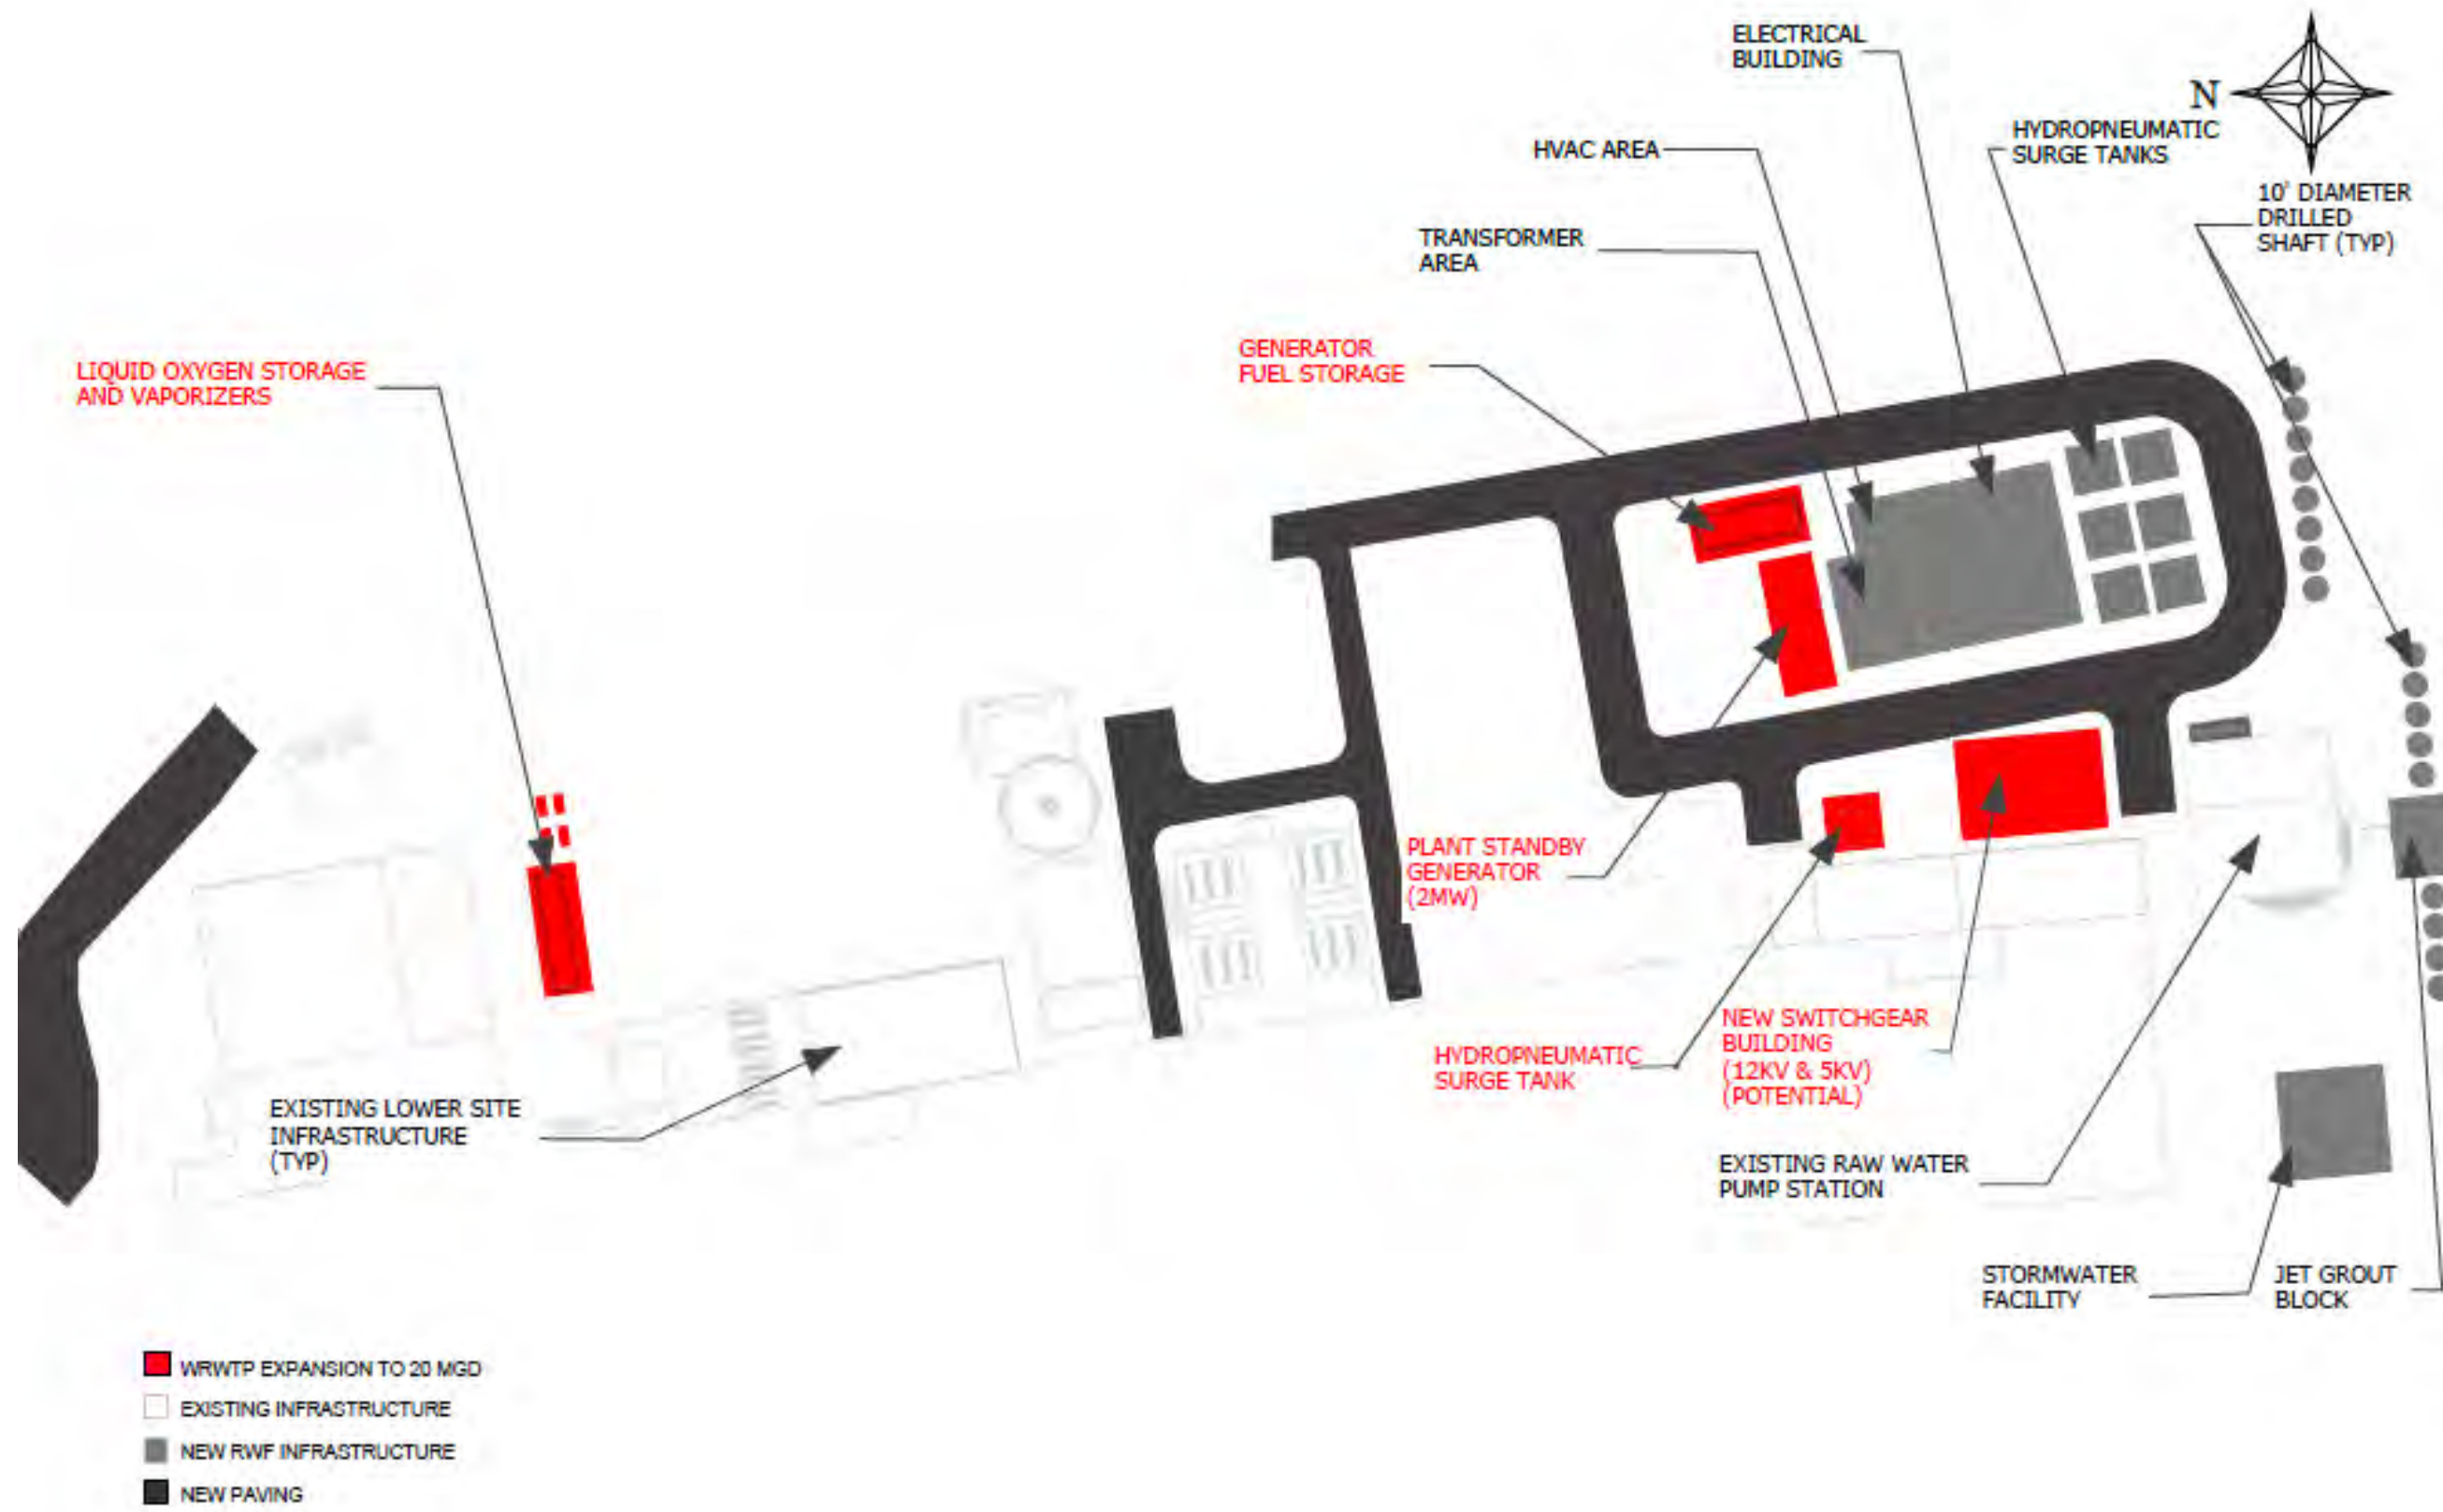 ELECTRICAL
BUILDING
N
HYDROPNEUMATIC
SURGE TANKS
HVAC AREA
10' DIAMETER
DRILLED
SHAFT (TYP)
TRANSFORMER
AREA
GENERATOR
FUEL STORAGE
LIQUID OXYGEN STORAGE
AND VAPORIZERS
PLANT STANDBY
GENERATOR
(2MW)
HYDROPNEUMATIC
SURGE TANK
NEW SWITCHGEAR
BUILDING
(12KV & 5KV)
(POTENTIAL)
EXISTING LOWER SITE
INFRASTRUCTURE
(TYP)
EXISTING RAW WATER
PUMP STATION
STORMWATER
FACILITY
JET GROUT
BLOCK
WRWTP EXPANSION TO 20 MGD
EXISTING INFRASTRUCTURE
NEW RWF INFRASTRUCTURE
NEW PAVING